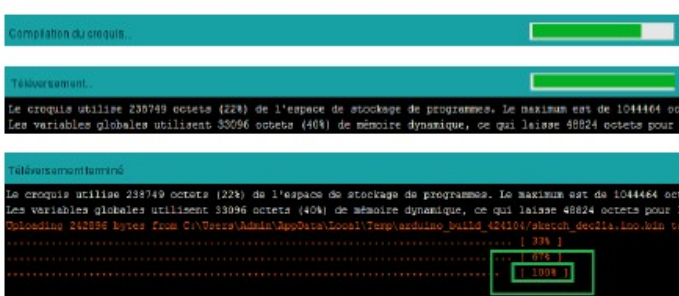 Compilation du croquis...
Téléversement...
Le croquis utilise 238749 octets (22%) de l'espace de stockage de programmes. Le maximum est de 1044464 oc
Les variables globales utilisent 33096 octets (40%) de mémoire dynamique, ce qui laisse 48824 octets pour
Téléversement terminé
Le croquis utilise 238749 octets (22%) de l'espace de stockage de programmes. Le maximum est de 1044464 oc
Les variables globales utilisent 33096 octets (40%) de mémoire dynamique, ce qui laisse 48824 octets pour
Uploading 242896 bytes from C:\Users\Admin\AppData\Local\Temp\arduino_build_424104/sketch_dec21a.ino.bin t
................................................................................ [ 33% ]
................................................................................ [ 67% ]
................................................................................ [ 100% ]